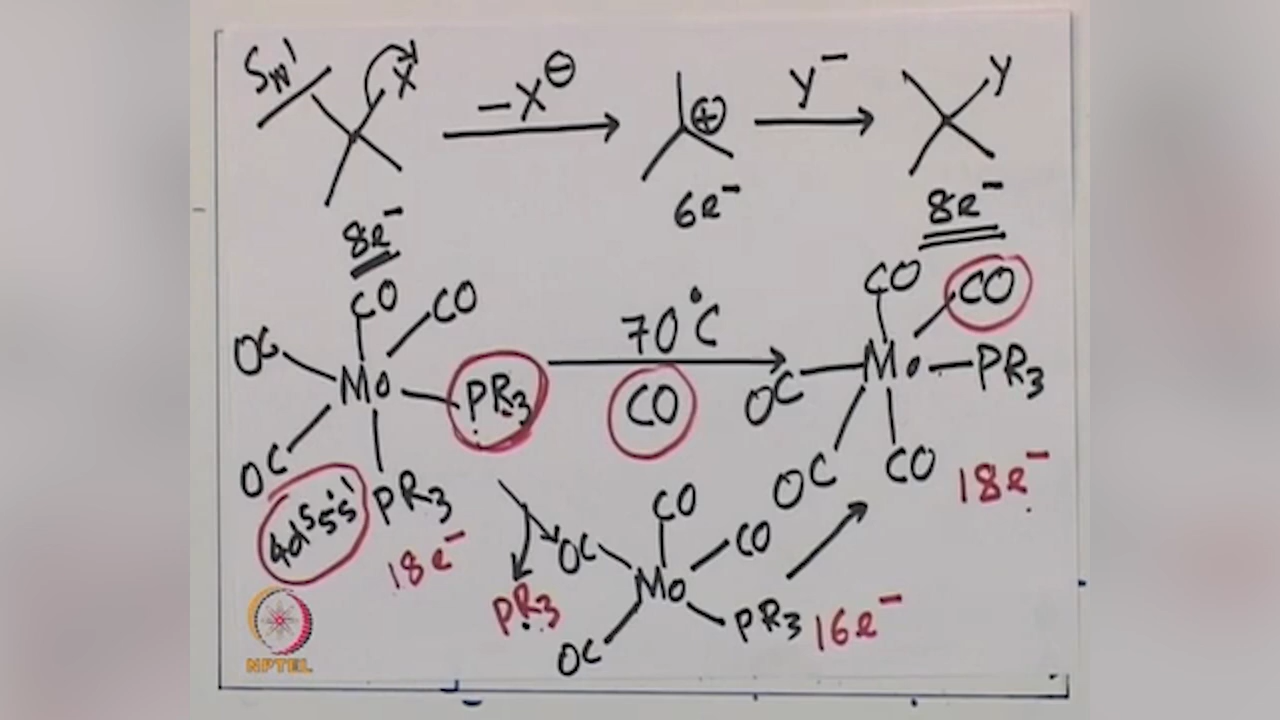 SN1
X
-X⊖
⊕
Y-
Y
6e-
8e-
8e-
CO
CO
OC
Mo
PR3
OC
PR3
4d5 5s1
18e-
70°C
CO
CO
CO
Mo
PR3
OC
OC
CO
18e-
PR3
CO
OC
CO
Mo
PR3
OC
16e-
NPTEL